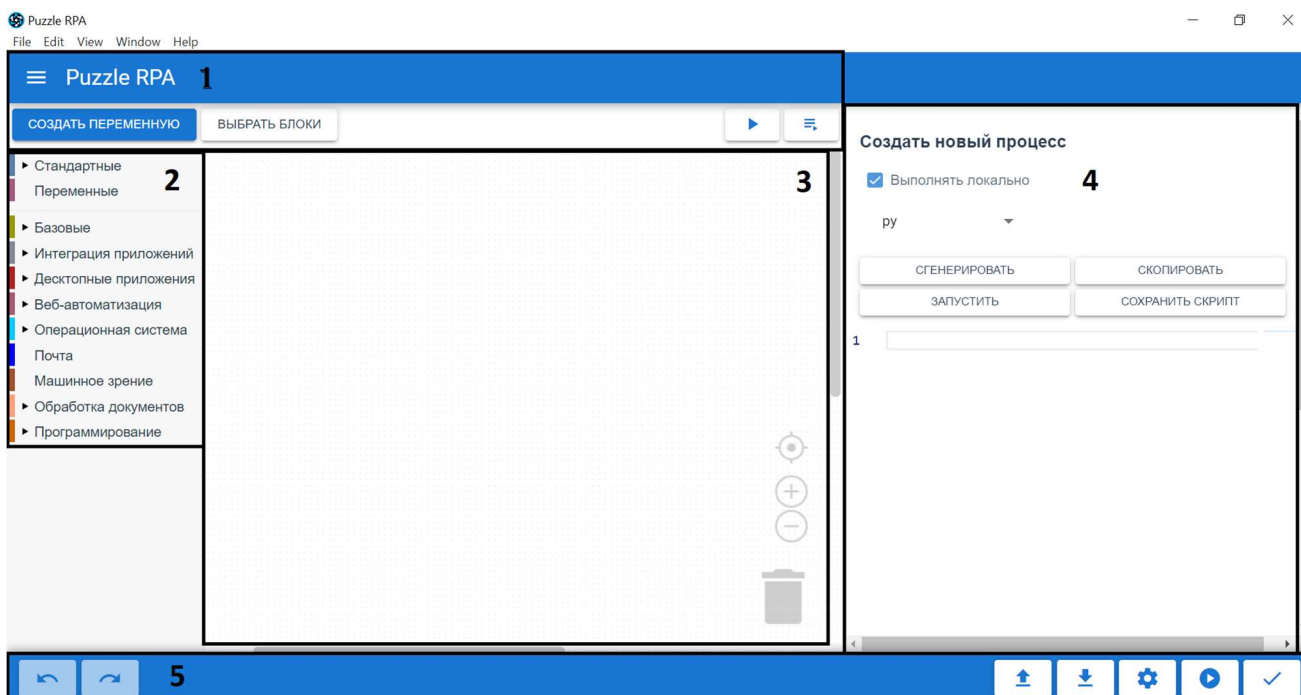 Puzzle RPA
File Edit View Window Help
Puzzle RPA 1
СОЗДАТЬ ПЕРЕМЕННУЮ ВЫБРАТЬ БЛОКИ
Стандартные
Переменные
2
Базовые
Интеграция приложений
Десктопные приложения
Веб-автоматизация
Операционная система
Почта
Машинное зрение
Обработка документов
Программирование
3
Создать новый процесс
Выполнять локально 4
py
СГЕНЕРИРОВАТЬ СКОПИРОВАТЬ
ЗАПУСТИТЬ СОХРАНИТЬ СКРИПТ
1
5